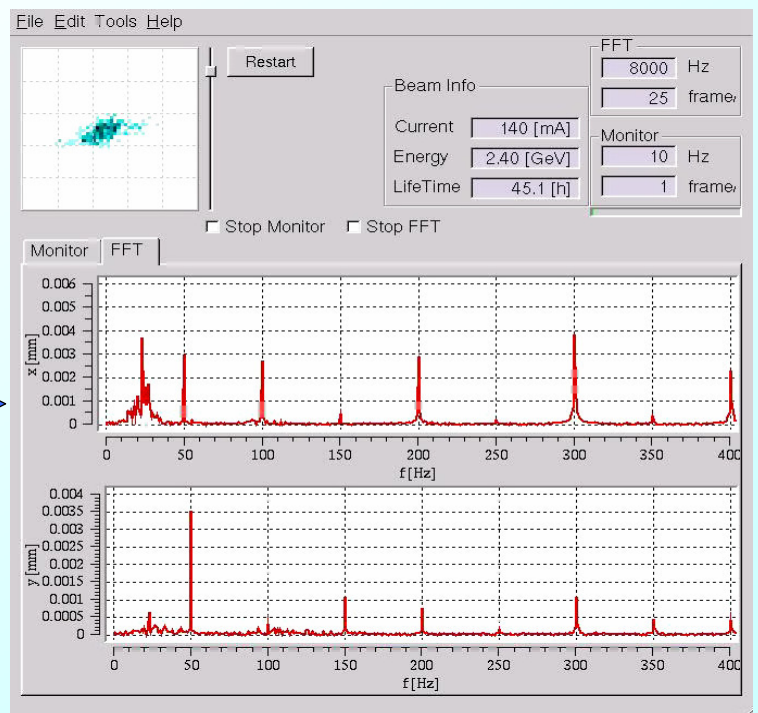 File Edit Tools Help
Restart
Beam Info
Current 140 [mA]
Energy 2.40 [GeV]
LifeTime 45.1 [h]
FFT
8000 Hz
25 frame
Monitor
10 Hz
1 frame
Stop Monitor Stop FFT
Monitor FFT
0.006
0.005
0.004
0.003
0.002
0.001
0
x[mm]
0 50 100 150 200 250 300 350 400
f[Hz]
0.004
0.0035
0.003
0.0025
0.002
0.0015
0.001
0.0005
0
y[mm]
0 50 100 150 200 250 300 350 400
f[Hz]